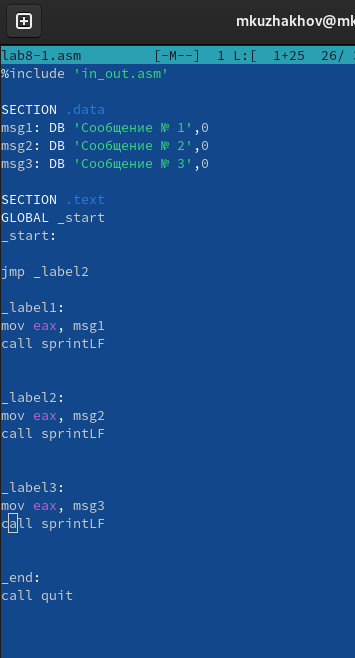 mkuzhakhov@mk
lab8-1.asm [-M--] 1 L:[ 1+25 26/
%include 'in_out.asm'
SECTION .data
msg1: DB 'Сообщение № 1',0
msg2: DB 'Сообщение № 2',0
msg3: DB 'Сообщение № 3',0
SECTION .text
GLOBAL _start
_start:
jmp _label2
_label1:
mov eax, msg1
call sprintLF
_label2:
mov eax, msg2
call sprintLF
_label3:
mov eax, msg3
call sprintLF
_end:
call quit